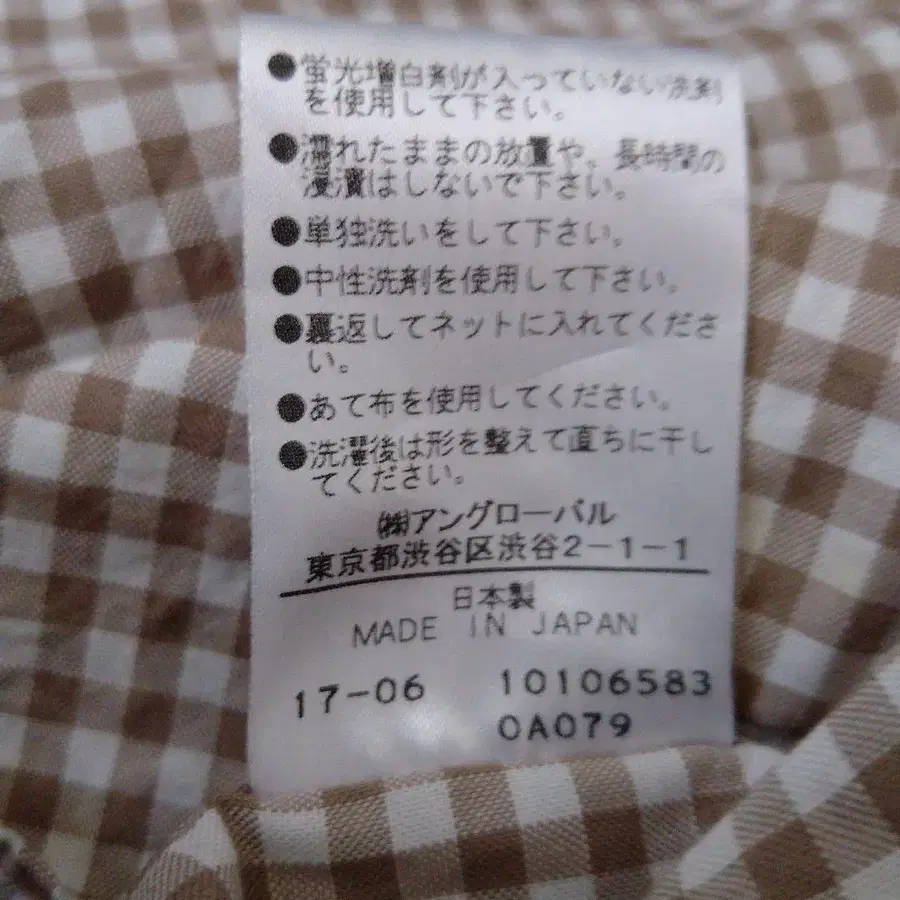 ●蛍光増白剤が入っていない洗剤
を使用して下さい。
●濡れたままの放置や、長時間の
浸漬はしないで下さい。
●単独洗いをして下さい。
●中性洗剤を使用して下さい。
●裏返してネットに入れてくださ
い。
●あて布を使用してください。
●洗濯後は形を整えて直ちに干し
てください。
㈱アングローバル
東京都渋谷区渋谷2-1-1
日本製
MADE IN JAPAN
17-06 10106583
0A079